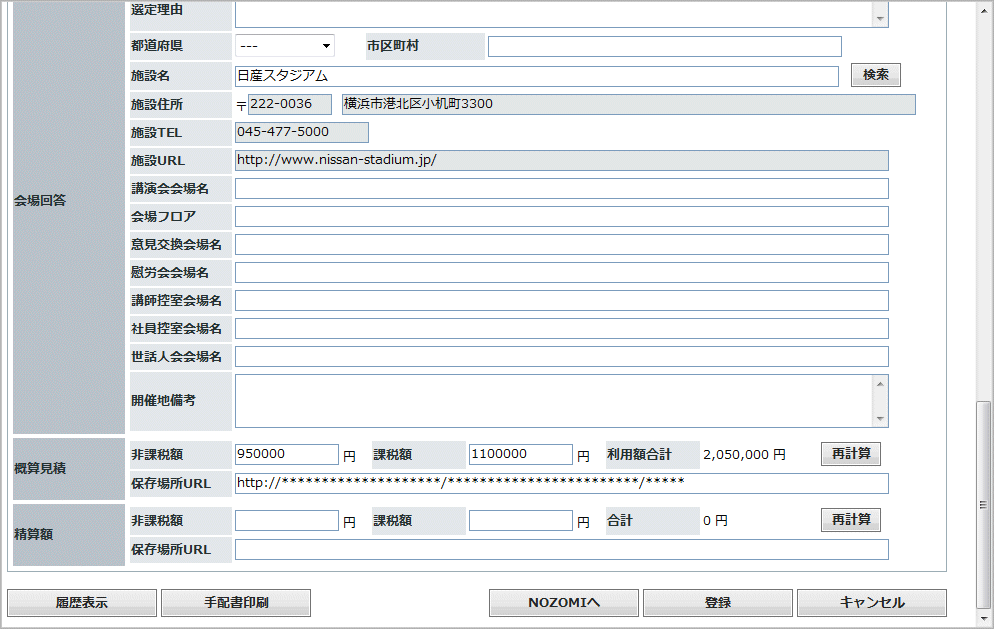 選定理由
都道府県 --- 市区町村
施設名 日産スタジアム 検索
施設住所 〒 222-0036 横浜市港北区小机町3300
施設TEL 045-477-5000
施設URL http://www.nissan-stadium.jp/
講演会会場名
会場回答
会場フロア
意見交換会場名
慰労会会場名
講師控室会場名
社員控室会場名
世話人会会場名
開催地備考
概算見積
非課税額 950000 円 課税額 1100000 円 利用額合計 2,050,000 円 再計算
保存場所URL http://********************/************************/*****
精算額
非課税額 円 課税額 円 合計 0 円 再計算
保存場所URL
履歴表示 手配書印刷 NOZOMIへ 登録 キャンセル